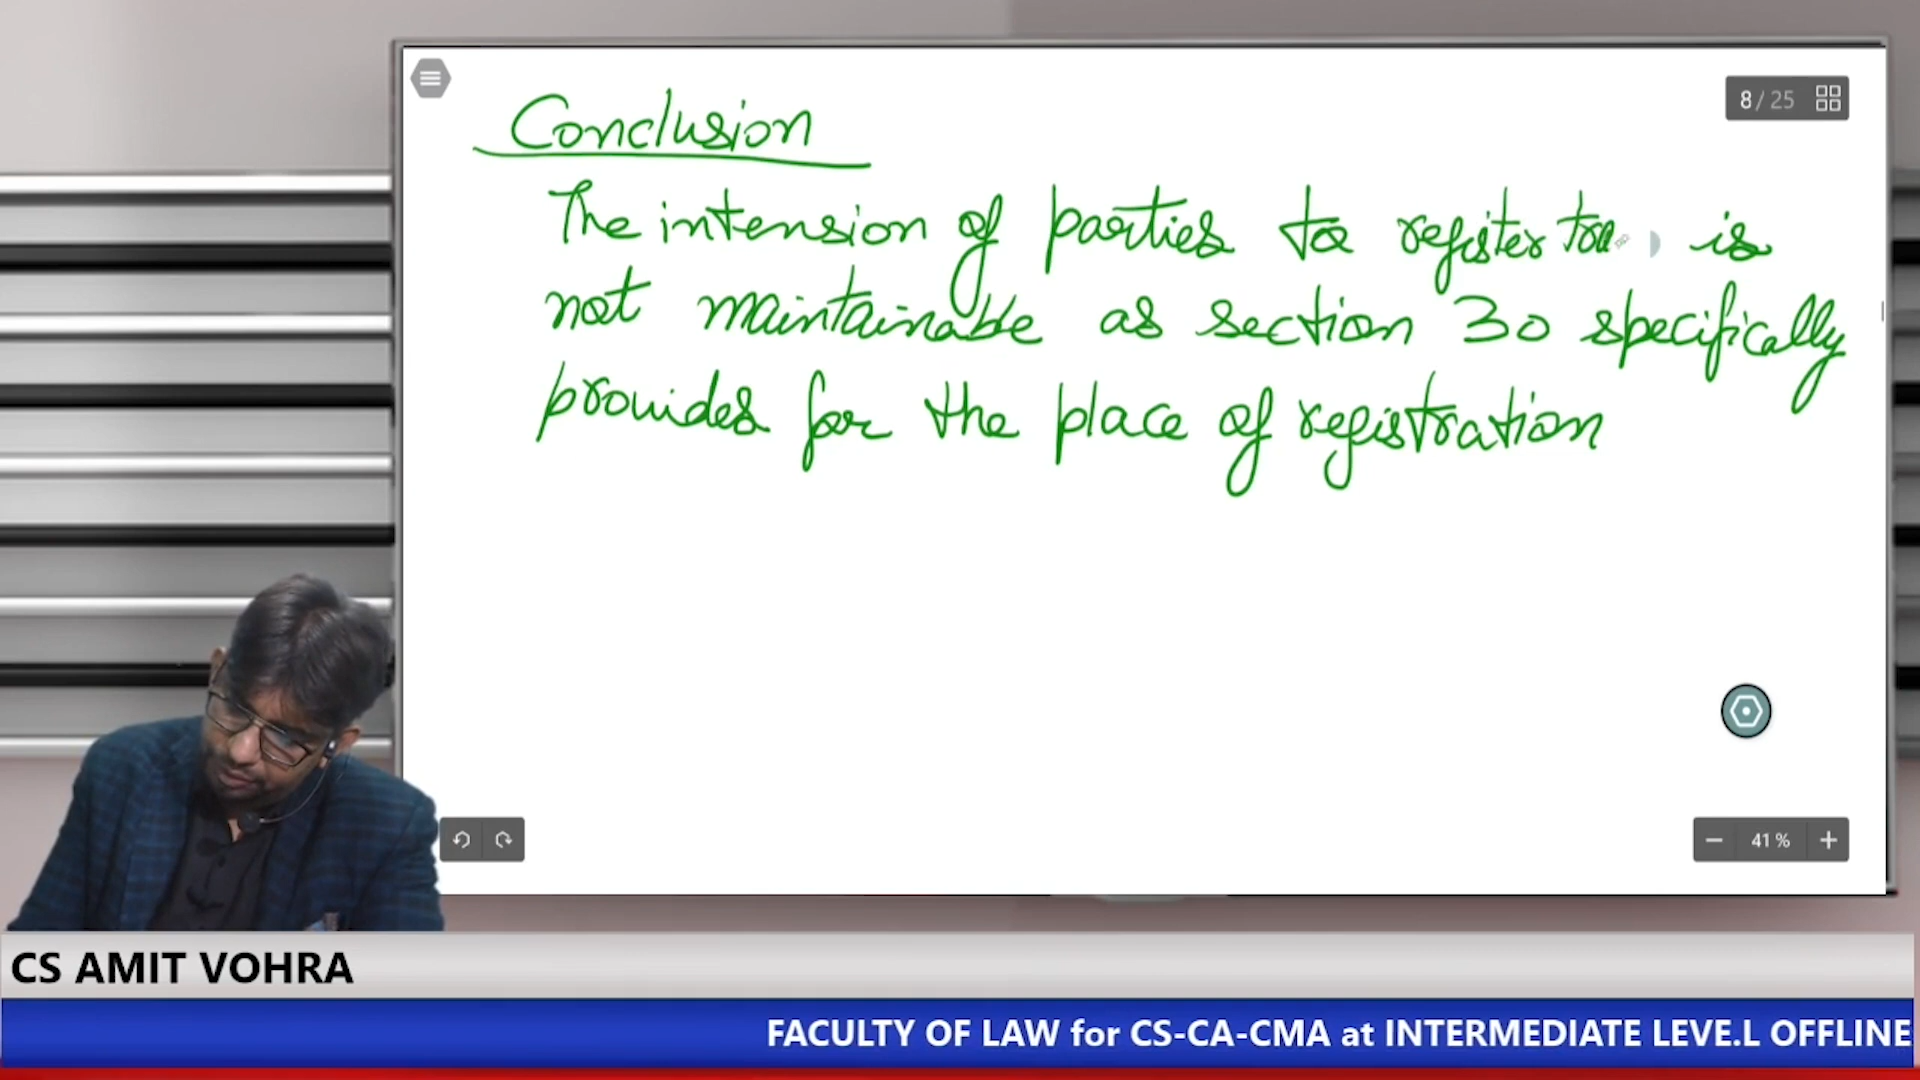 Conclusion
8 / 25
The intension of parties to register is
not maintainable as section 30 specifically
provides for the place of registration
41 %
CS AMIT VOHRA
FACULTY OF LAW for CS-CA-CMA at INTERMEDIATE LEVE.L OFFLINE